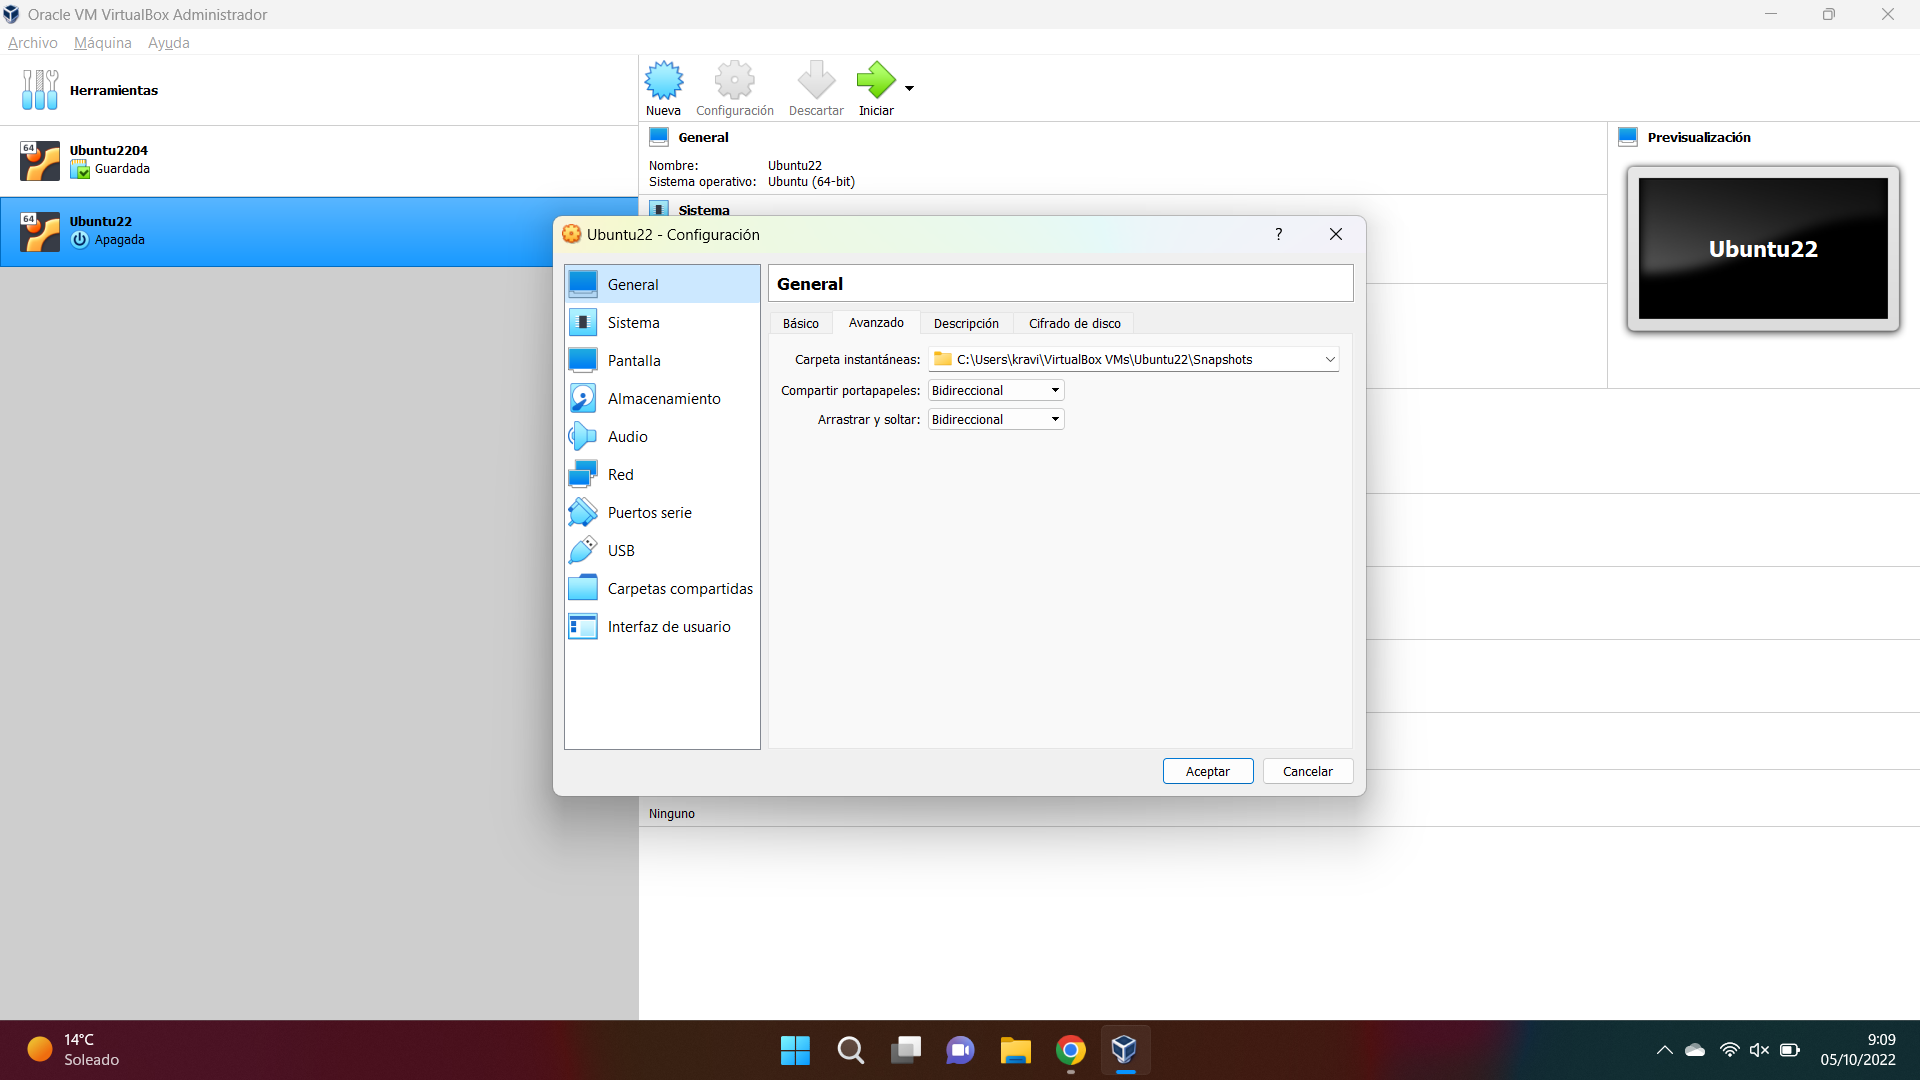 Oracle VM VirtualBox Administrador
Archivo Máquina Ayuda
Herramientas
Nueva Configuración Descartar Iniciar
64 Ubuntu2204
Guardada
64 Ubuntu22
Apagada
General
Nombre: Ubuntu22
Sistema operativo: Ubuntu (64-bit)
Sistema
Previsualización
Ubuntu22
Ubuntu22 - Configuración ?
General
Sistema
Pantalla
Almacenamiento
Audio
Red
Puertos serie
USB
Carpetas compartidas
Interfaz de usuario
General
Básico Avanzado Descripción Cifrado de disco
Carpeta instantáneas: C:\Users\kravi\VirtualBox VMs\Ubuntu22\Snapshots
Compartir portapapeles: Bidireccional
Arrastrar y soltar: Bidireccional
Aceptar Cancelar
Ninguno
14°C
Soleado
9:09
05/10/2022